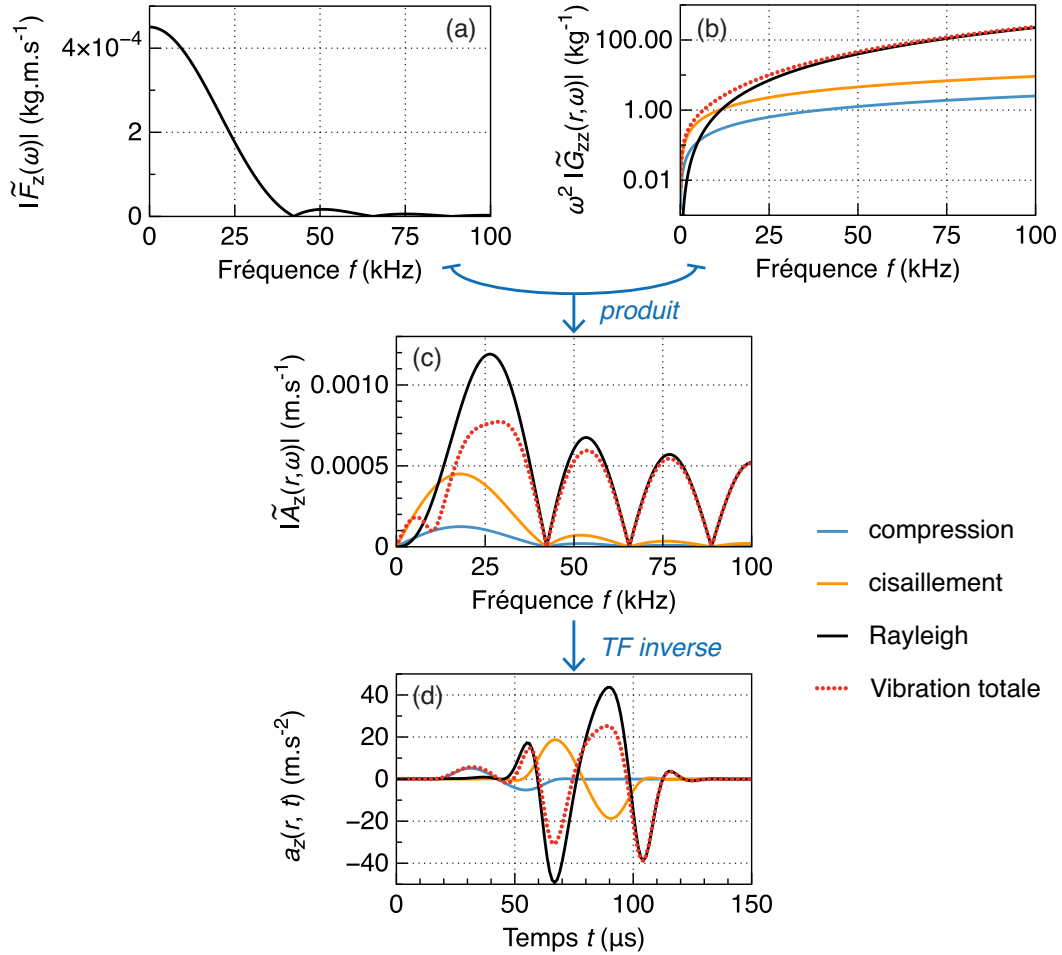 (a)
|F̃z(ω)| (kg.m.s⁻¹)
4×10⁻⁴
0
0 25 50 75 100
Fréquence f (kHz)
(b)
ω² |G̃zz(r,ω)| (kg⁻¹)
100.00
1.00
0.01
0 25 50 75 100
Fréquence f (kHz)
produit
(c)
|Ãz(r,ω)| (m.s⁻¹)
0.0010
0.0005
0
0 25 50 75 100
Fréquence f (kHz)
compression
cisaillement
Rayleigh
Vibration totale
TF inverse
(d)
az(r, t) (m.s⁻²)
40
20
0
−20
−40
0 50 100 150
Temps t (µs)